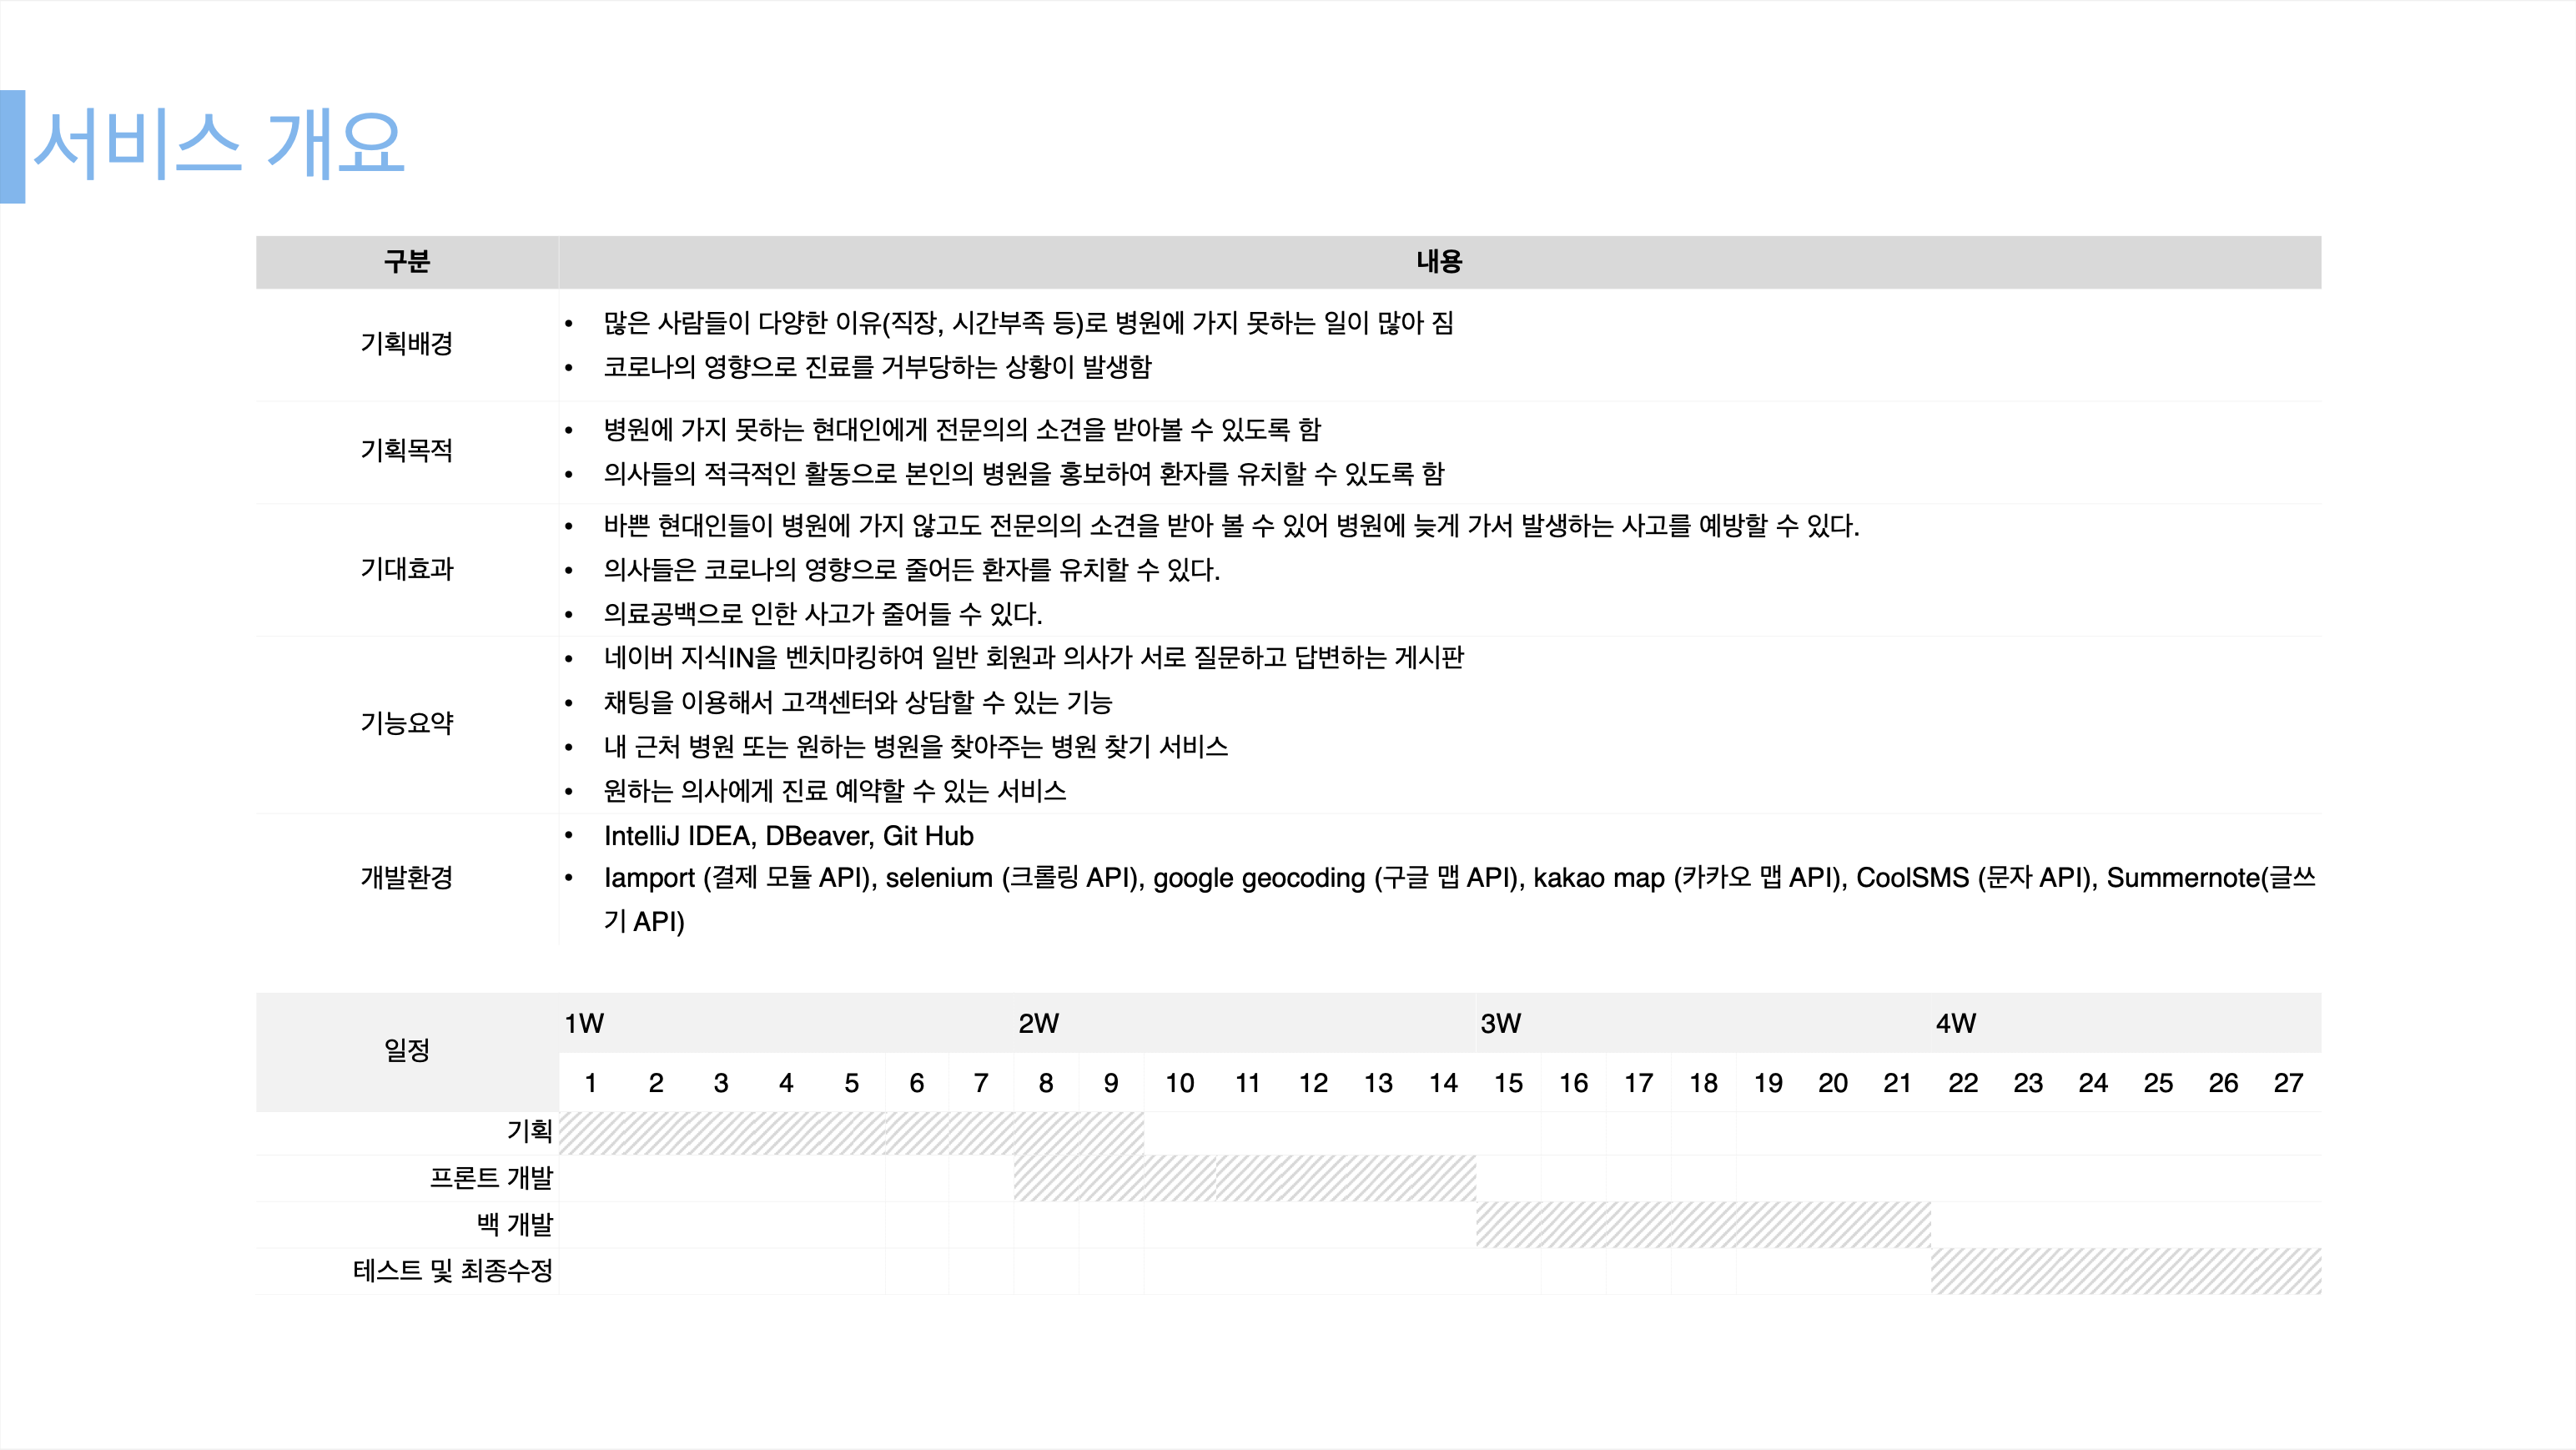 서비스 개요
구분 내용
기획배경
• 많은 사람들이 다양한 이유(직장, 시간부족 등)로 병원에 가지 못하는 일이 많아 짐
• 코로나의 영향으로 진료를 거부당하는 상황이 발생함
기획목적
• 병원에 가지 못하는 현대인에게 전문의의 소견을 받아볼 수 있도록 함
• 의사들의 적극적인 활동으로 본인의 병원을 홍보하여 환자를 유치할 수 있도록 함
기대효과
• 바쁜 현대인들이 병원에 가지 않고도 전문의의 소견을 받아 볼 수 있어 병원에 늦게 가서 발생하는 사고를 예방할 수 있다.
• 의사들은 코로나의 영향으로 줄어든 환자를 유치할 수 있다.
• 의료공백으로 인한 사고가 줄어들 수 있다.
기능요약
• 네이버 지식IN을 벤치마킹하여 일반 회원과 의사가 서로 질문하고 답변하는 게시판
• 채팅을 이용해서 고객센터와 상담할 수 있는 기능
• 내 근처 병원 또는 원하는 병원을 찾아주는 병원 찾기 서비스
• 원하는 의사에게 진료 예약할 수 있는 서비스
개발환경
• IntelliJ IDEA, DBeaver, Git Hub
• Iamport (결제 모듈 API), selenium (크롤링 API), google geocoding (구글 맵 API), kakao map (카카오 맵 API), CoolSMS (문자 API), Summernote(글쓰
기 API)
일정
1W 2W 3W 4W
1 2 3 4 5 6 7 8 9 10 11 12 13 14 15 16 17 18 19 20 21 22 23 24 25 26 27
기획
프론트 개발
백 개발
테스트 및 최종수정